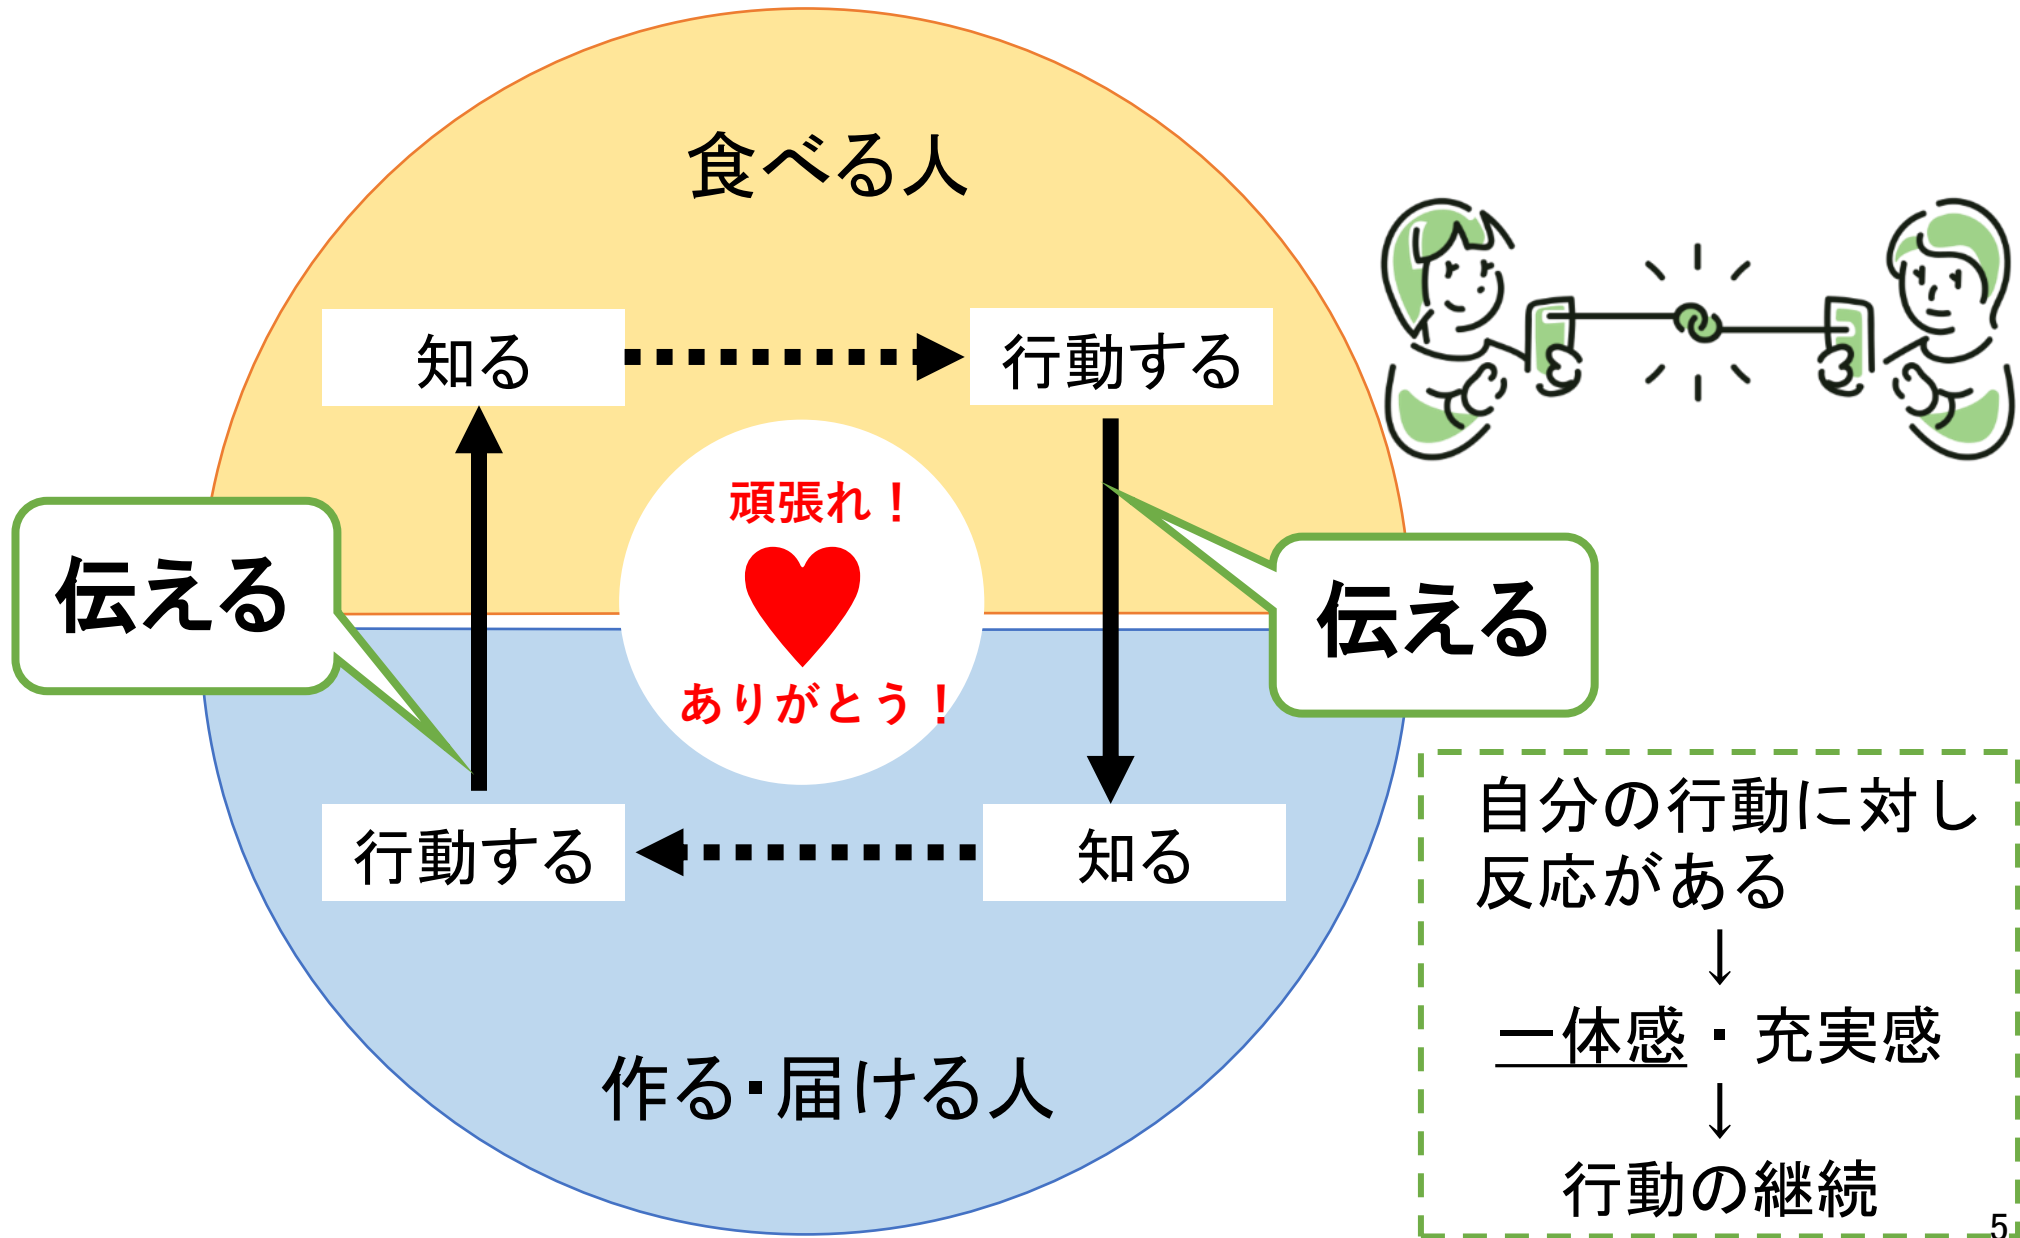 食べる人
知る
行動する
頑張れ！
ありがとう！
伝える
伝える
行動する
知る
作る・届ける人
自分の行動に対し
反応がある
↓
一体感・充実感
↓
行動の継続
5